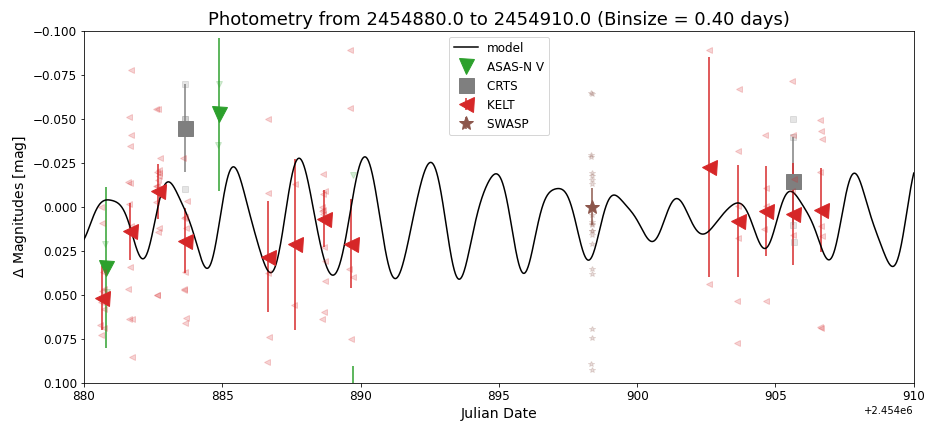 Photometry from 2454880.0 to 2454910.0 (Binsize = 0.40 days)
model
ASAS-N V
CRTS
KELT
SWASP
Δ Magnitudes [mag]
−0.100
−0.075
−0.050
−0.025
0.000
0.025
0.050
0.075
0.100
880 885 890 895 900 905 910
+2.454e6
Julian Date